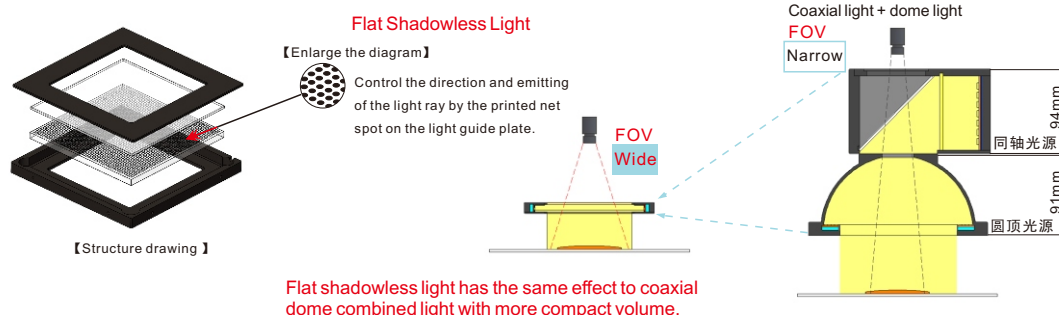 Flat Shadowless Light
【Enlarge the diagram】
Control the direction and emitting
of the light ray by the printed net
spot on the light guide plate.
【Structure drawing 】
FOV
Wide
Coaxial light + dome light
FOV
Narrow
94mm
同轴光源
91mm
圆顶光源
Flat shadowless light has the same effect to coaxial
dome combined light with more compact volume.